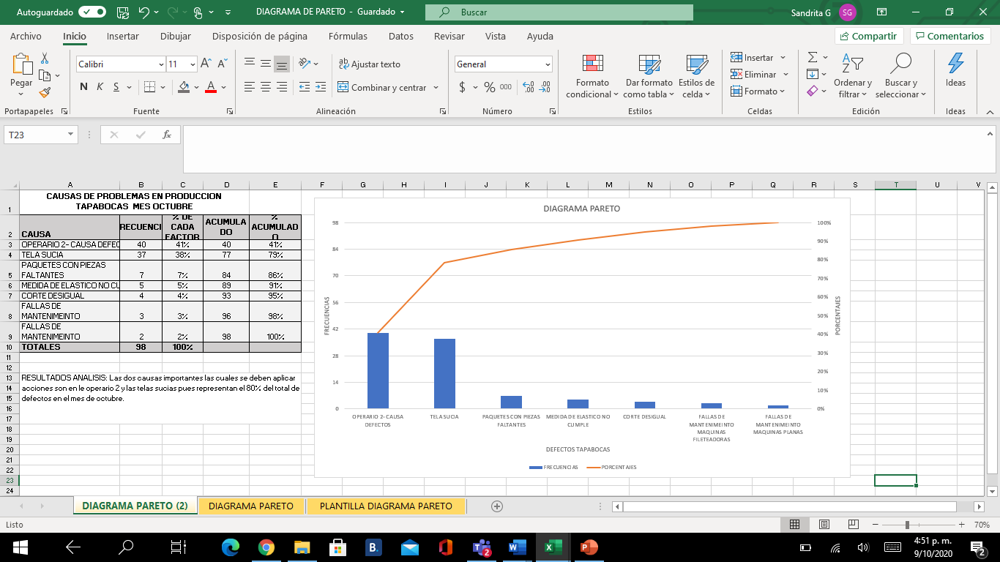 Autoguardado
DIAGRAMA DE PARETO - Guardado
Buscar
Sandrita G
SG
Archivo Inicio Insertar Dibujar Disposición de página Fórmulas Datos Revisar Vista Ayuda
Compartir
Comentarios
Pegar
Portapapeles
Calibri 11
N K S
Fuente
Ajustar texto
Combinar y centrar
Alineación
General
$ % 000
Número
Formato condicional
Dar formato como tabla
Estilos de celda
Estilos
Insertar
Eliminar
Formato
Celdas
Ordenar y filtrar
Buscar y seleccionar
Edición
Ideas
Ideas
T23
fx
A B C D E F G H I J K L M N O P Q R S T U V
1 CAUSAS DE PROBLEMAS EN PRODUCCION
TAPABOCAS MES OCTUBRE
2 CAUSA RECUENCI % DE CADA FACTOR ACUMULADO % ACUMULADO
3 OPERARIO 2- CAUSA DEFEC 40 41% 40 41%
4 TELA SUCIA 37 38% 77 79%
5 PAQUETES CON PIEZAS FALTANTES 7 7% 84 86%
6 MEDIDA DE ELASTICO NO CU 5 5% 89 91%
7 CORTE DESIGUAL 4 4% 93 95%
8 FALLAS DE MANTENIMEINTO 3 3% 96 98%
9 FALLAS DE MANTENIMEINTO 2 2% 98 100%
10 TOTALES 98 100%
11
12
13 RESULTADOS ANALISIS: Las dos causas importantes las cuales se deben aplicar
14 acciones son en le operario 2 y las telas sucias pues representan el 80% del total de
15 defectos en el mes de octubre.
16
17
18
19
20
21
22
23
24
DIAGRAMA PARETO
98
84
70
56
42
28
14
0
FRECUENCIAS
100%
90%
80%
70%
60%
50%
40%
30%
20%
10%
0%
PORCENTAJES
OPERARIO 2- CAUSA DEFECTOS
TELA SUCIA
PAQUETES CON PIEZAS FALTANTES
MEDIDA DE ELASTICO NO CUMPLE
CORTE DESIGUAL
FALLAS DE MANTENIMEINTO MAQUINAS FILETEADORAS
FALLAS DE MANTENIMEINTO MAQUINAS PLANAS
DEFECTOS TAPABOCAS
FRECUENCIAS PORCENTAJES
DIAGRAMA PARETO (2) DIAGRAMA PARETO PLANTILLA DIAGRAMA PARETO
Listo
70%
4:51 p. m.
9/10/2020
2
2